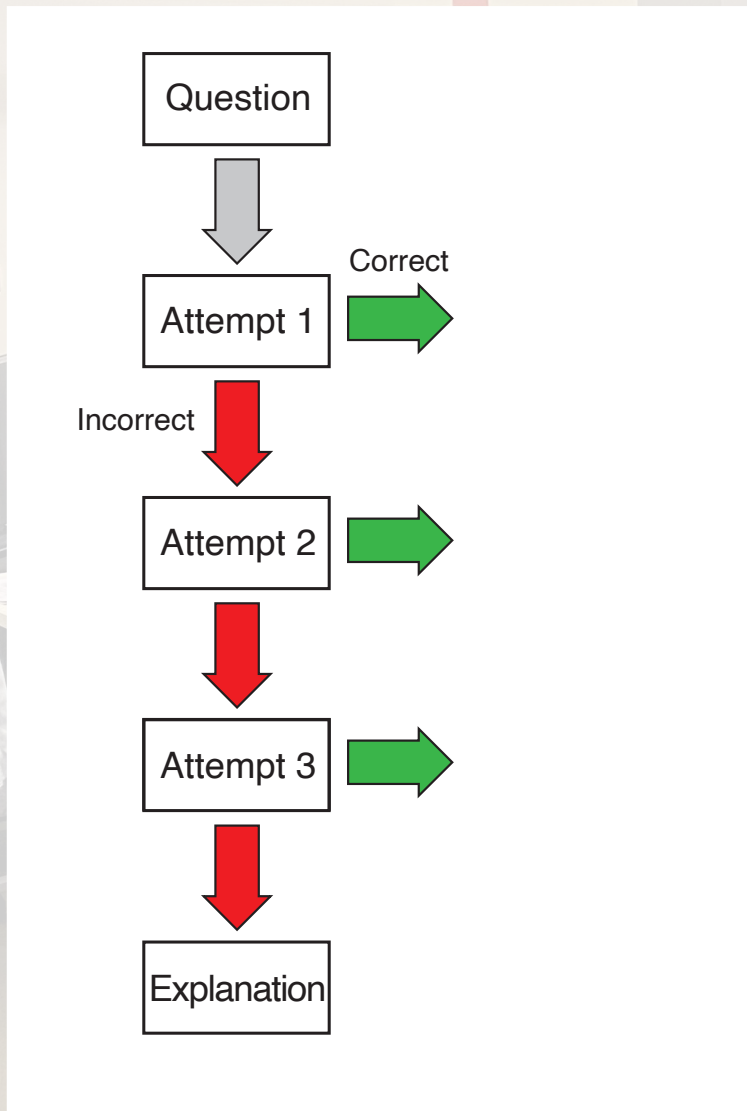 Question
Correct
Attempt 1
Incorrect
Attempt 2
Attempt 3
Explanation